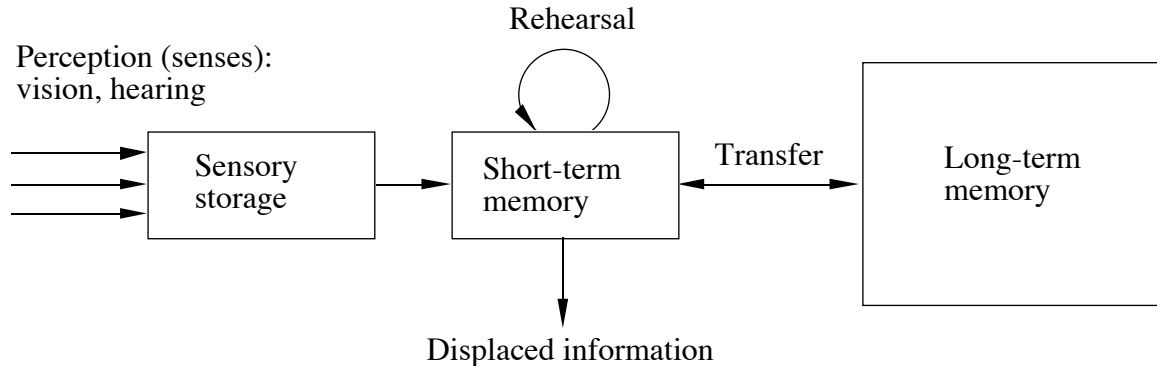 Rehearsal
Perception (senses):
vision, hearing
Sensory
storage
Short-term
memory
Transfer
Long-term
memory
Displaced information